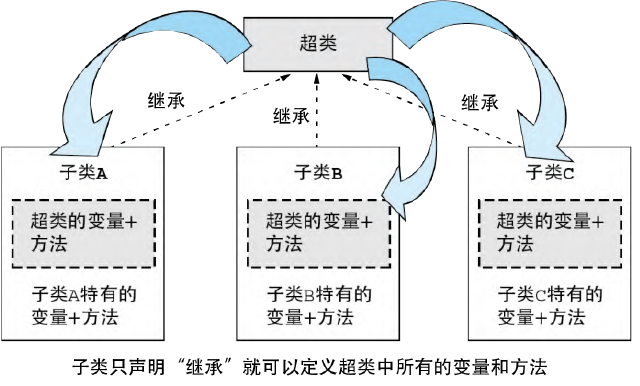 超类
继承
继承
继承
子类A
超类的变量+
方法
子类A特有的
变量+方法
子类B
超类的变量+
方法
子类B特有的
变量+方法
子类C
超类的变量+
方法
子类C特有的
变量+方法
子类只声明“继承”就可以定义超类中所有的变量和方法